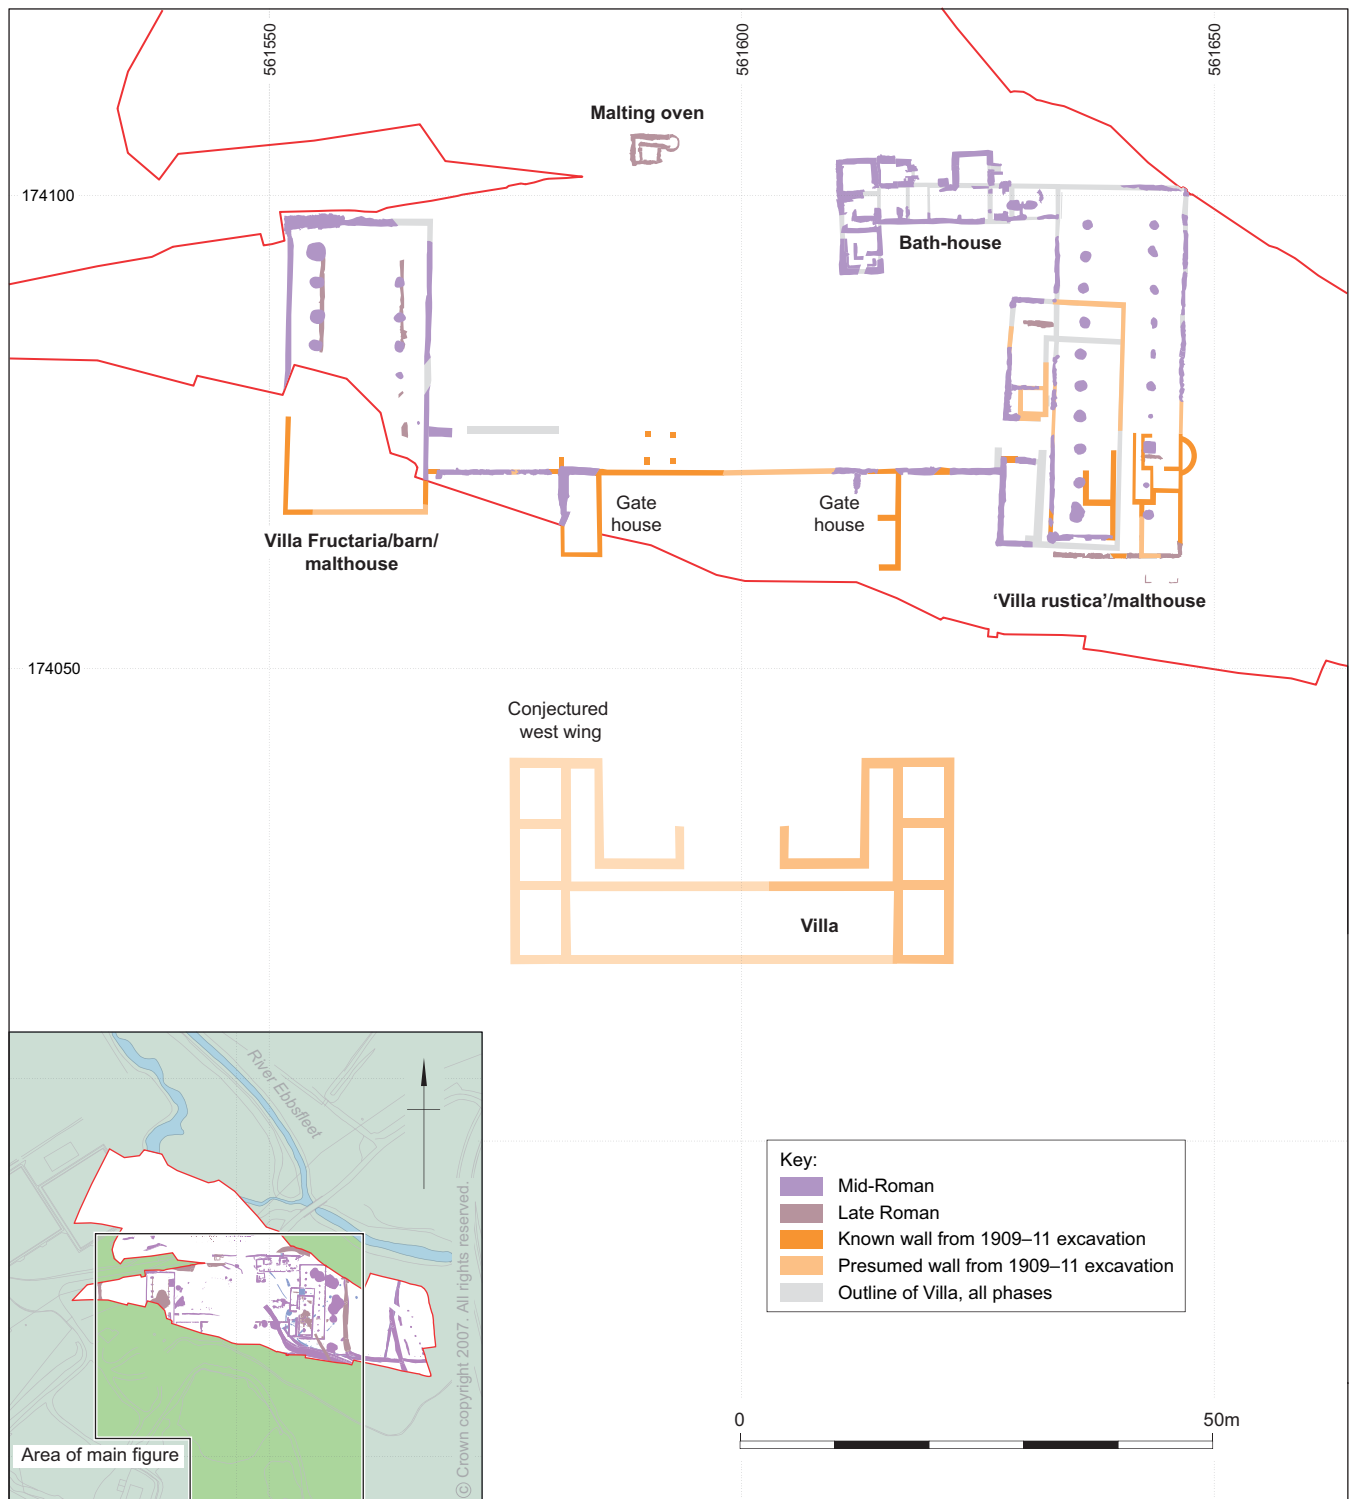 561550
561600
561650
Malting oven
174100
Bath-house
Gate
house
Gate
house
Villa Fructaria/barn/
malthouse
‘Villa rustica’/malthouse
174050
Conjectured
west wing
Villa
River Ebbsfleet
© Crown copyright 2007. All rights reserved.
Area of main figure
Key:
Mid-Roman
Late Roman
Known wall from 1909–11 excavation
Presumed wall from 1909–11 excavation
Outline of Villa, all phases
0
50m